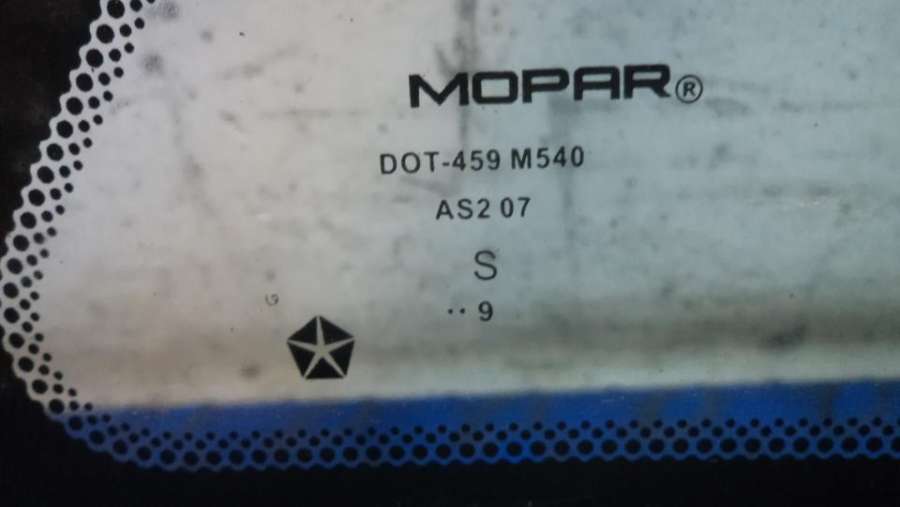 MOPAR®
DOT-459 M540
AS2 07
S
·· 9